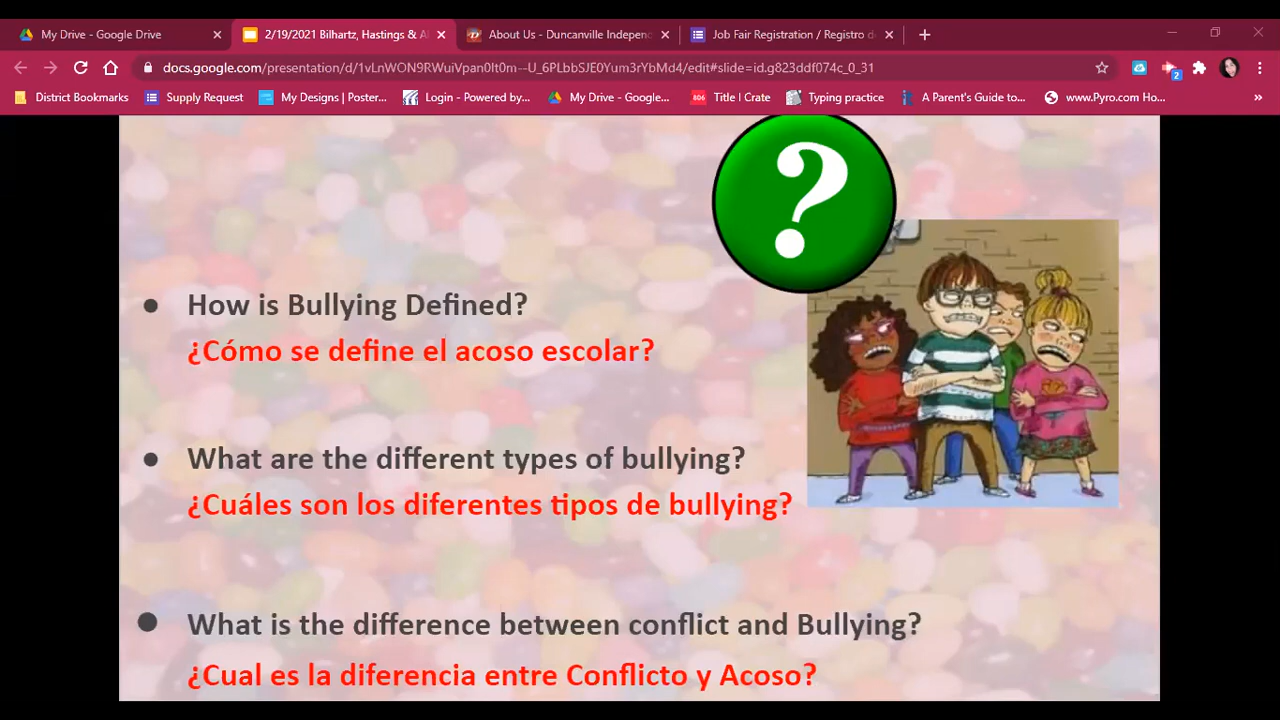 My Drive - Google Drive
2/19/2021 Bilhartz, Hastings & Al
About Us - Duncanville Independ
Job Fair Registration / Registro d
docs.google.com/presentation/d/1vLnWON9RWuiVpan0It0m--U_6PLbbSJE0Yum3rYbMd4/edit#slide=id.g823ddf074c_0_31
2
District Bookmarks
Supply Request
My Designs | Poster...
Login - Powered by...
My Drive - Google...
806
Title I Crate
Typing practice
A Parent's Guide to...
www.Pyro.com Ho...
»
?
• How is Bullying Defined?
¿Cómo se define el acoso escolar?
• What are the different types of bullying?
¿Cuáles son los diferentes tipos de bullying?
• What is the difference between conflict and Bullying?
¿Cual es la diferencia entre Conflicto y Acoso?